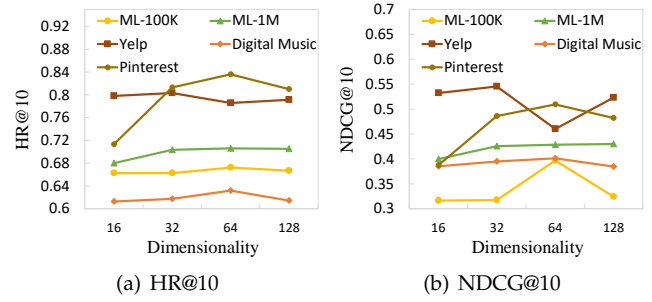 ML-100K ML-1M
Yelp Digital Music
Pinterest
HR@10
0.92
0.88
0.84
0.8
0.76
0.72
0.68
0.64
0.6
16 32 64 128
Dimensionality
(a) HR@10
ML-100K ML-1M
Yelp Digital Music
Pinterest
NDCG@10
0.7
0.65
0.6
0.55
0.5
0.45
0.4
0.35
0.3
16 32 64 128
Dimensionality
(b) NDCG@10